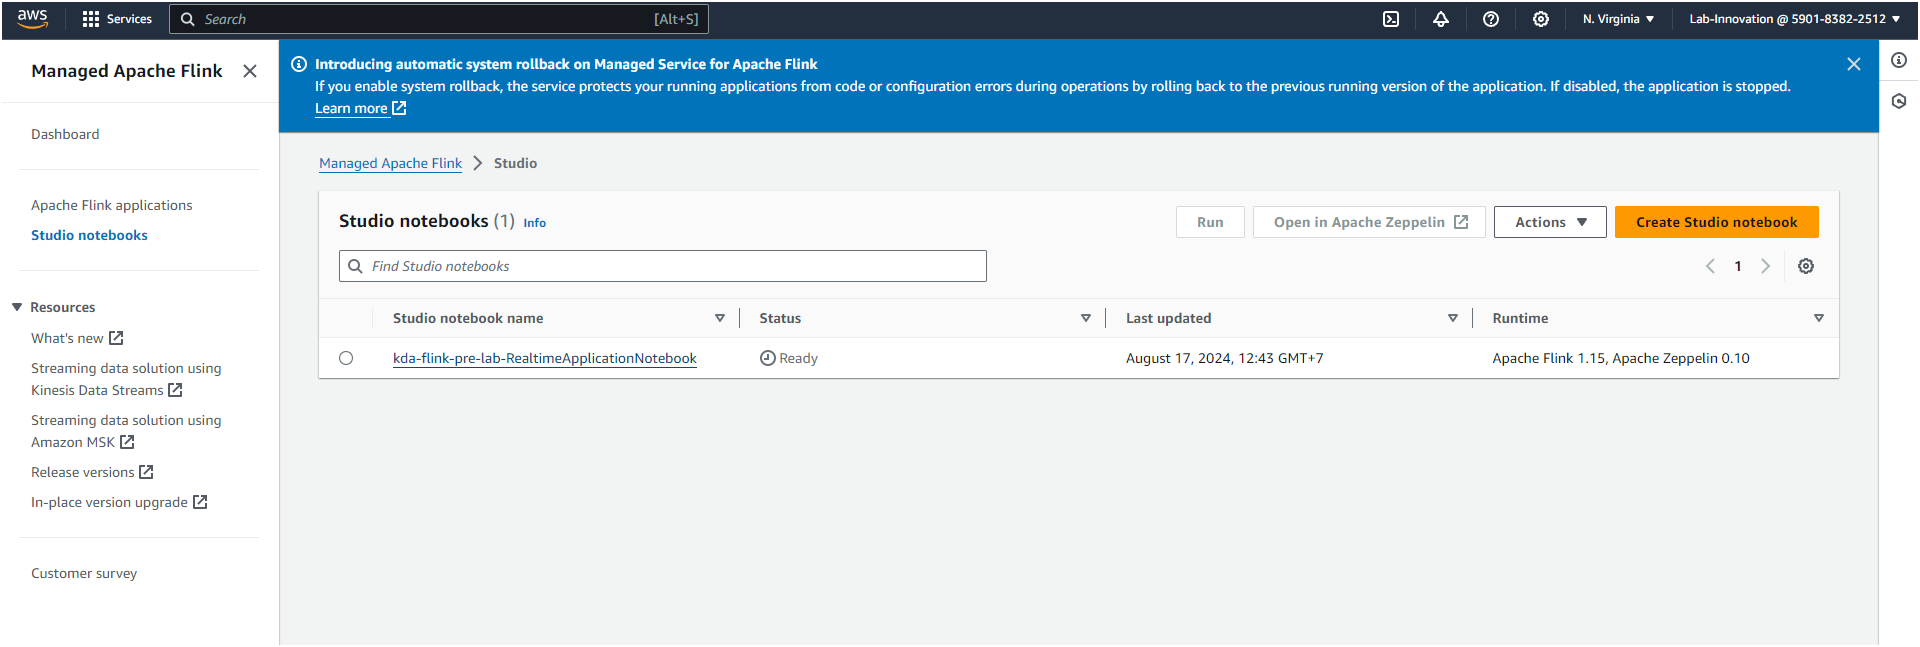 aws
Services
Search
[Alt+S]
N. Virginia
Lab-Innovation @ 5901-8382-2512
Managed Apache Flink
Dashboard
Apache Flink applications
Studio notebooks
Resources
What's new
Streaming data solution using
Kinesis Data Streams
Streaming data solution using
Amazon MSK
Release versions
In-place version upgrade
Customer survey
Introducing automatic system rollback on Managed Service for Apache Flink
If you enable system rollback, the service protects your running applications from code or configuration errors during operations by rolling back to the previous running version of the application. If disabled, the application is stopped.
Learn more
Managed Apache Flink > Studio
Studio notebooks (1) Info
Run
Open in Apache Zeppelin
Actions
Create Studio notebook
Find Studio notebooks
1
Studio notebook name
Status
Last updated
Runtime
kda-flink-pre-lab-RealtimeApplicationNotebook
Ready
August 17, 2024, 12:43 GMT+7
Apache Flink 1.15, Apache Zeppelin 0.10